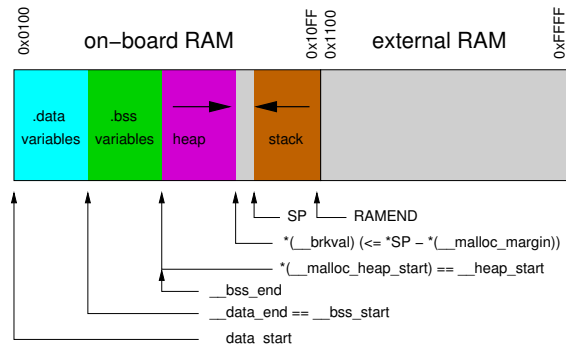 0x0100
on−board RAM
0x10FF
0x1100
external RAM
0xFFFF
.data
variables
.bss
variables
heap
stack
SP
RAMEND
*(__brkval) (<= *SP − *(__malloc_margin))
*(__malloc_heap_start) == __heap_start
__bss_end
__data_end == __bss_start
__data_start